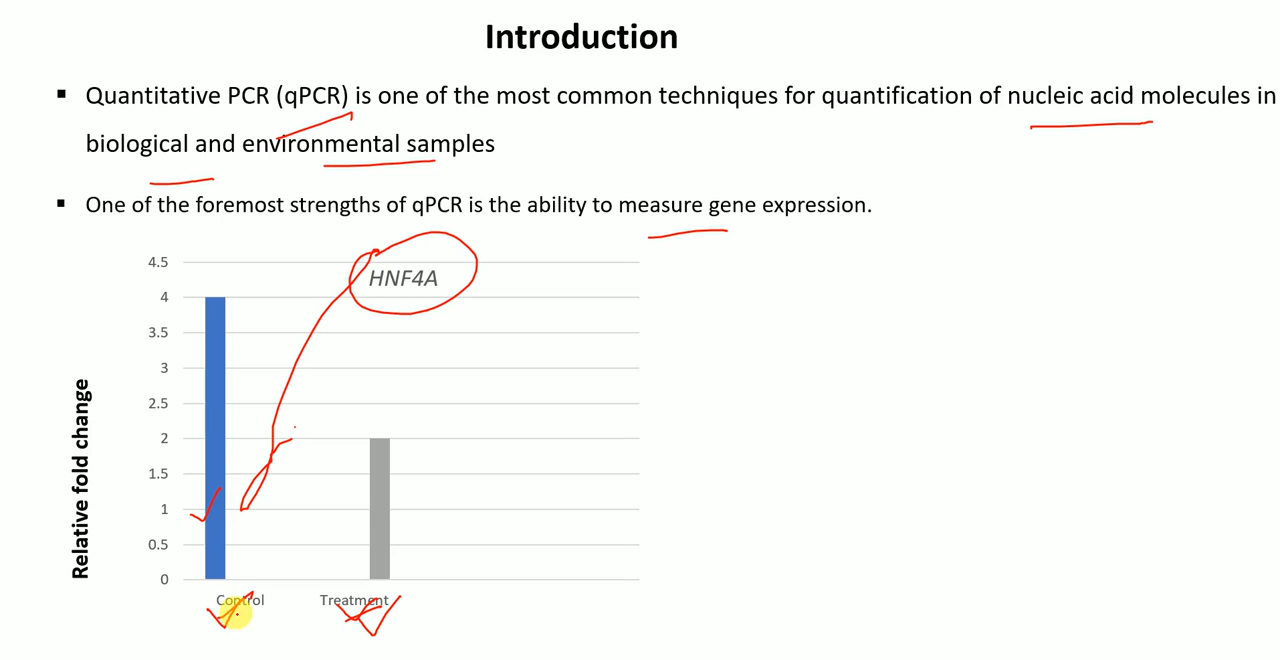 Introduction
▪ Quantitative PCR (qPCR) is one of the most common techniques for quantification of nucleic acid molecules in
biological and environmental samples
▪ One of the foremost strengths of qPCR is the ability to measure gene expression.
HNF4A
Relative fold change
4.5
4
3.5
3
2.5
2
1.5
1
0.5
0
Control Treatment